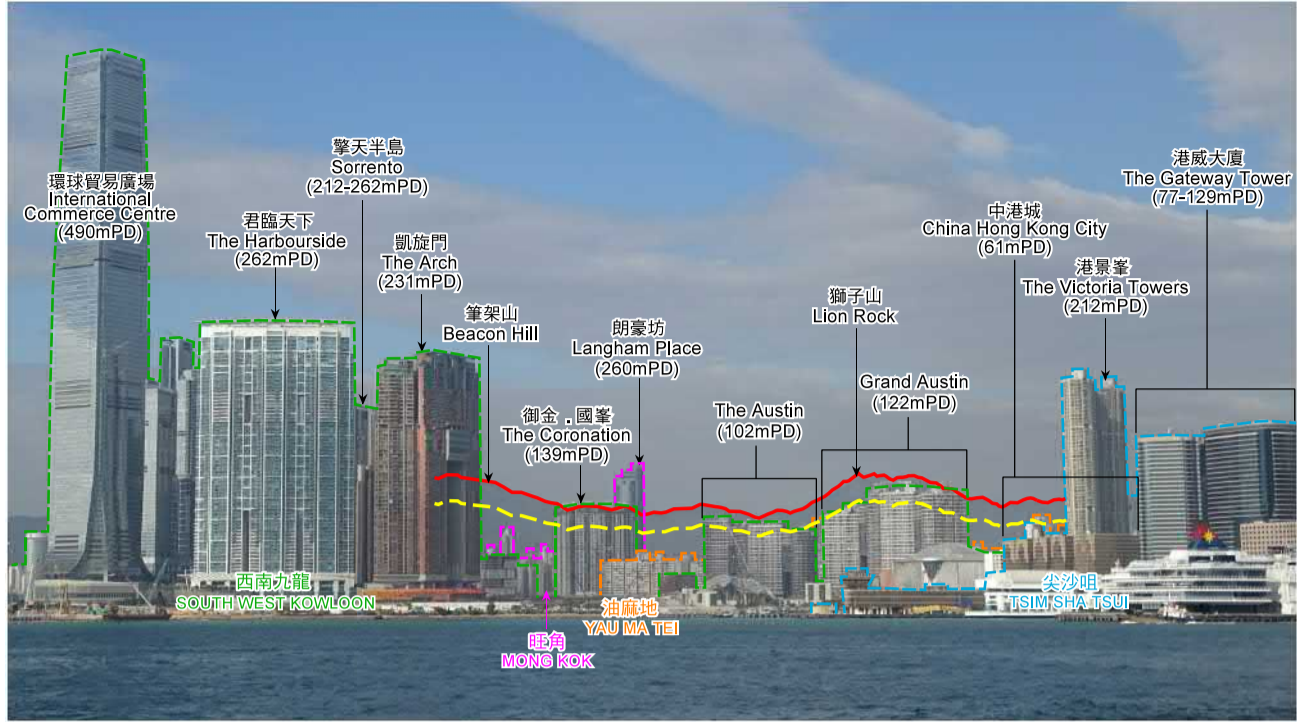 環球貿易廣場
International
Commerce Centre
(490mPD)
君臨天下
The Harbourside
(262mPD)
擎天半島
Sorrento
(212-262mPD)
凱旋門
The Arch
(231mPD)
筆架山
Beacon Hill
御金．國峯
The Coronation
(139mPD)
朗豪坊
Langham Place
(260mPD)
The Austin
(102mPD)
獅子山
Lion Rock
Grand Austin
(122mPD)
中港城
China Hong Kong City
(61mPD)
港景峯
The Victoria Towers
(212mPD)
港威大廈
The Gateway Tower
(77-129mPD)
西南九龍
SOUTH WEST KOWLOON
旺角
MONG KOK
油麻地
YAU MA TEI
尖沙咀
TSIM SHA TSUI